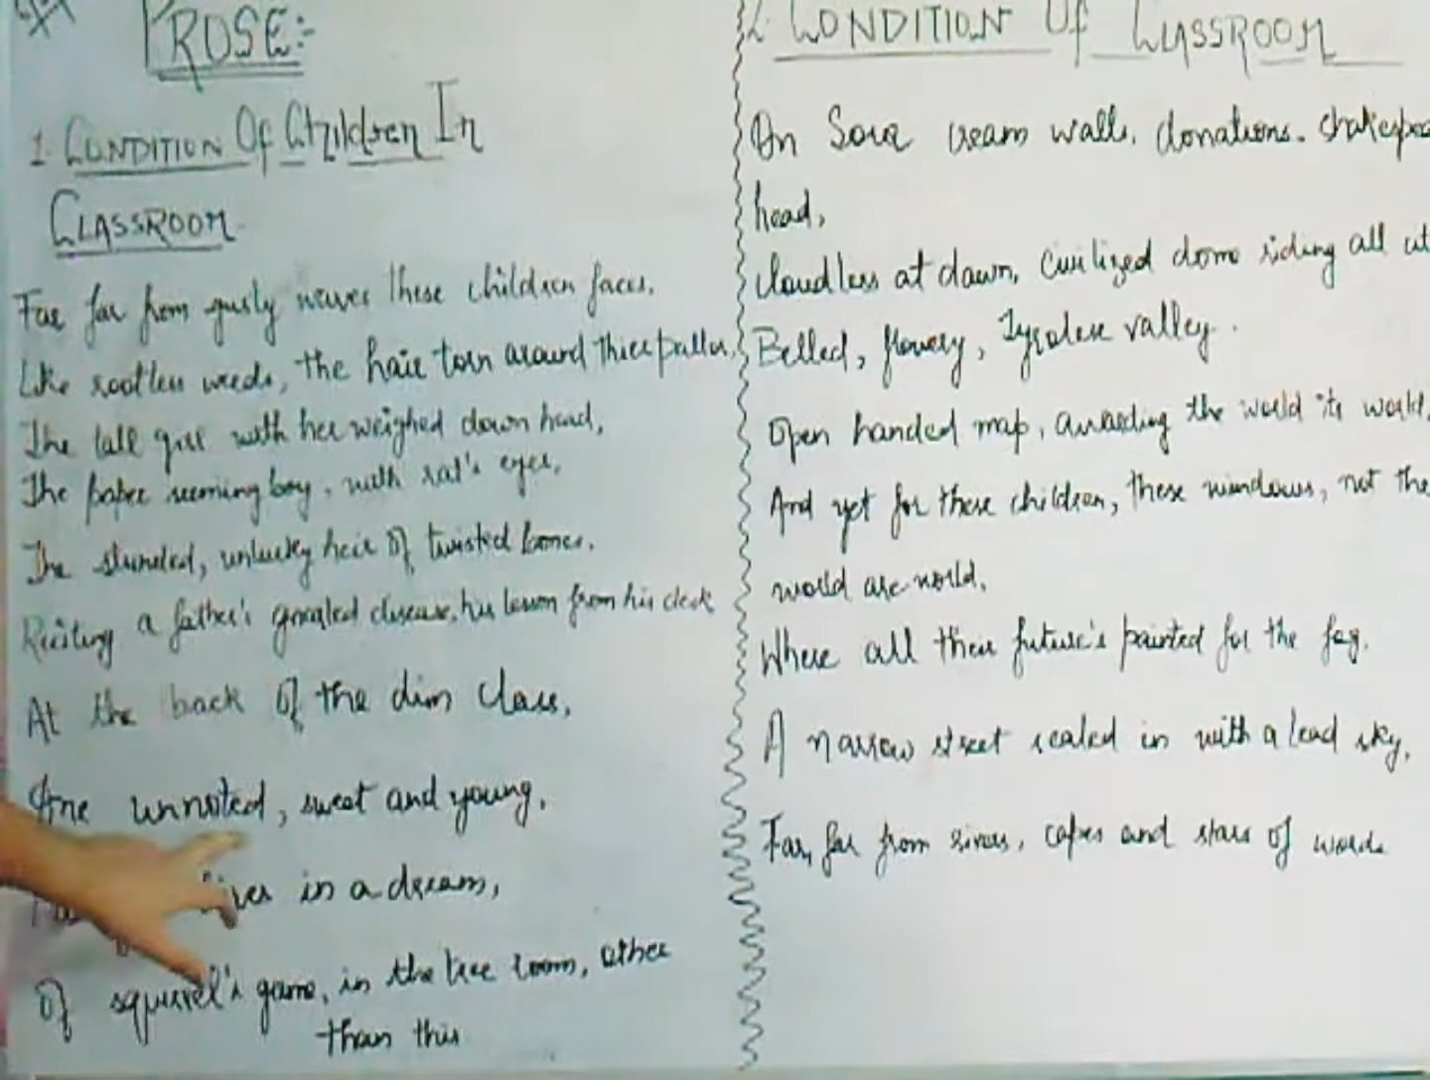 PROSE:-
1. CONDITION Of Children In
CLASSROOM
Far far from gusty waves these children faces.
Like rootless weeds, the hair torn around
The tall girl with her weighed down head,
The paper seeming boy, with rat's eyes.
The stunded, unlucky heir of twisted bones.
Reciting a father's gnarled disease, his lesson from his desk
At the back of the dim class,
One unnoted, sweet and young,
in a dream,
Of squirrel's game, in the tree room, other
than this
2. CONDITION Of CLASSROOM
On Sour cream walls. donations.
head,
Cloudless at dawn, Civilized dome riding all
Belled, flowery, Tyrolese valley.
Open handed map, awarding the world its world.
And yet for these children, these windows, not the
world are world.
Where all their future's painted for the fog.
A narrow street sealed in with a lead sky,
Far, far from rivers, capes and stars of words